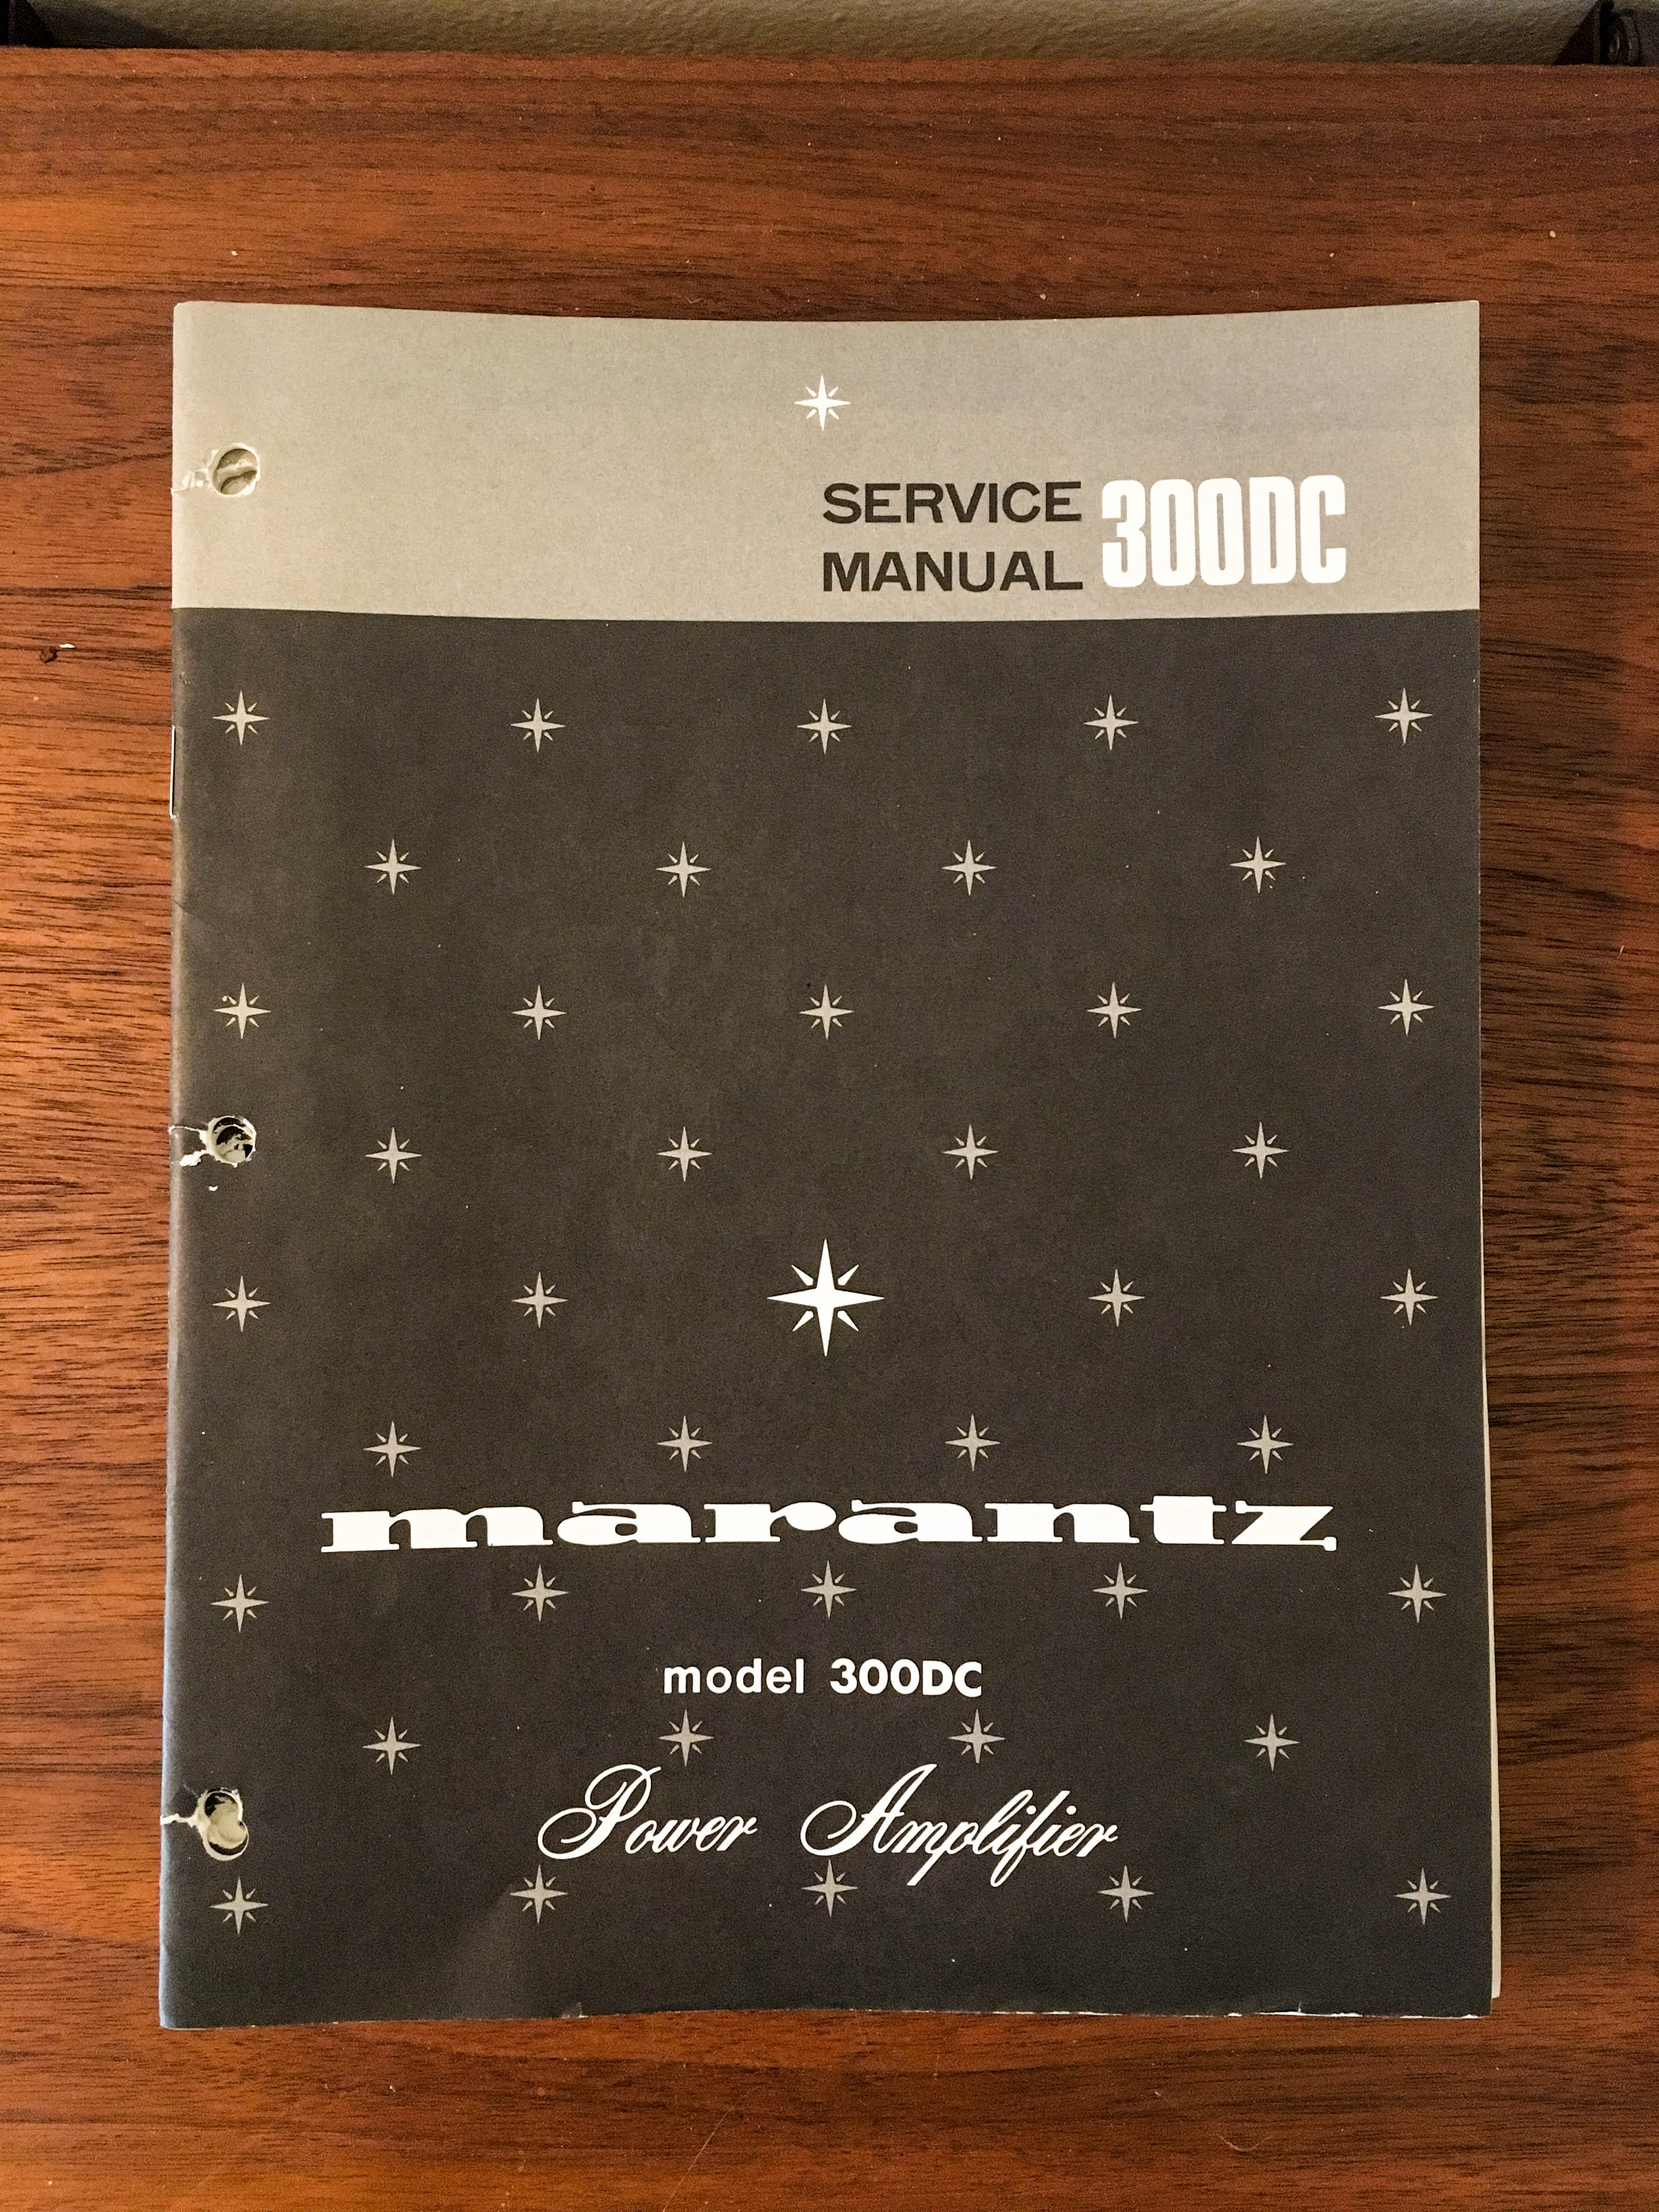 SERVICE
MANUAL 300DC
marantz
model 300DC
Power Amplifier